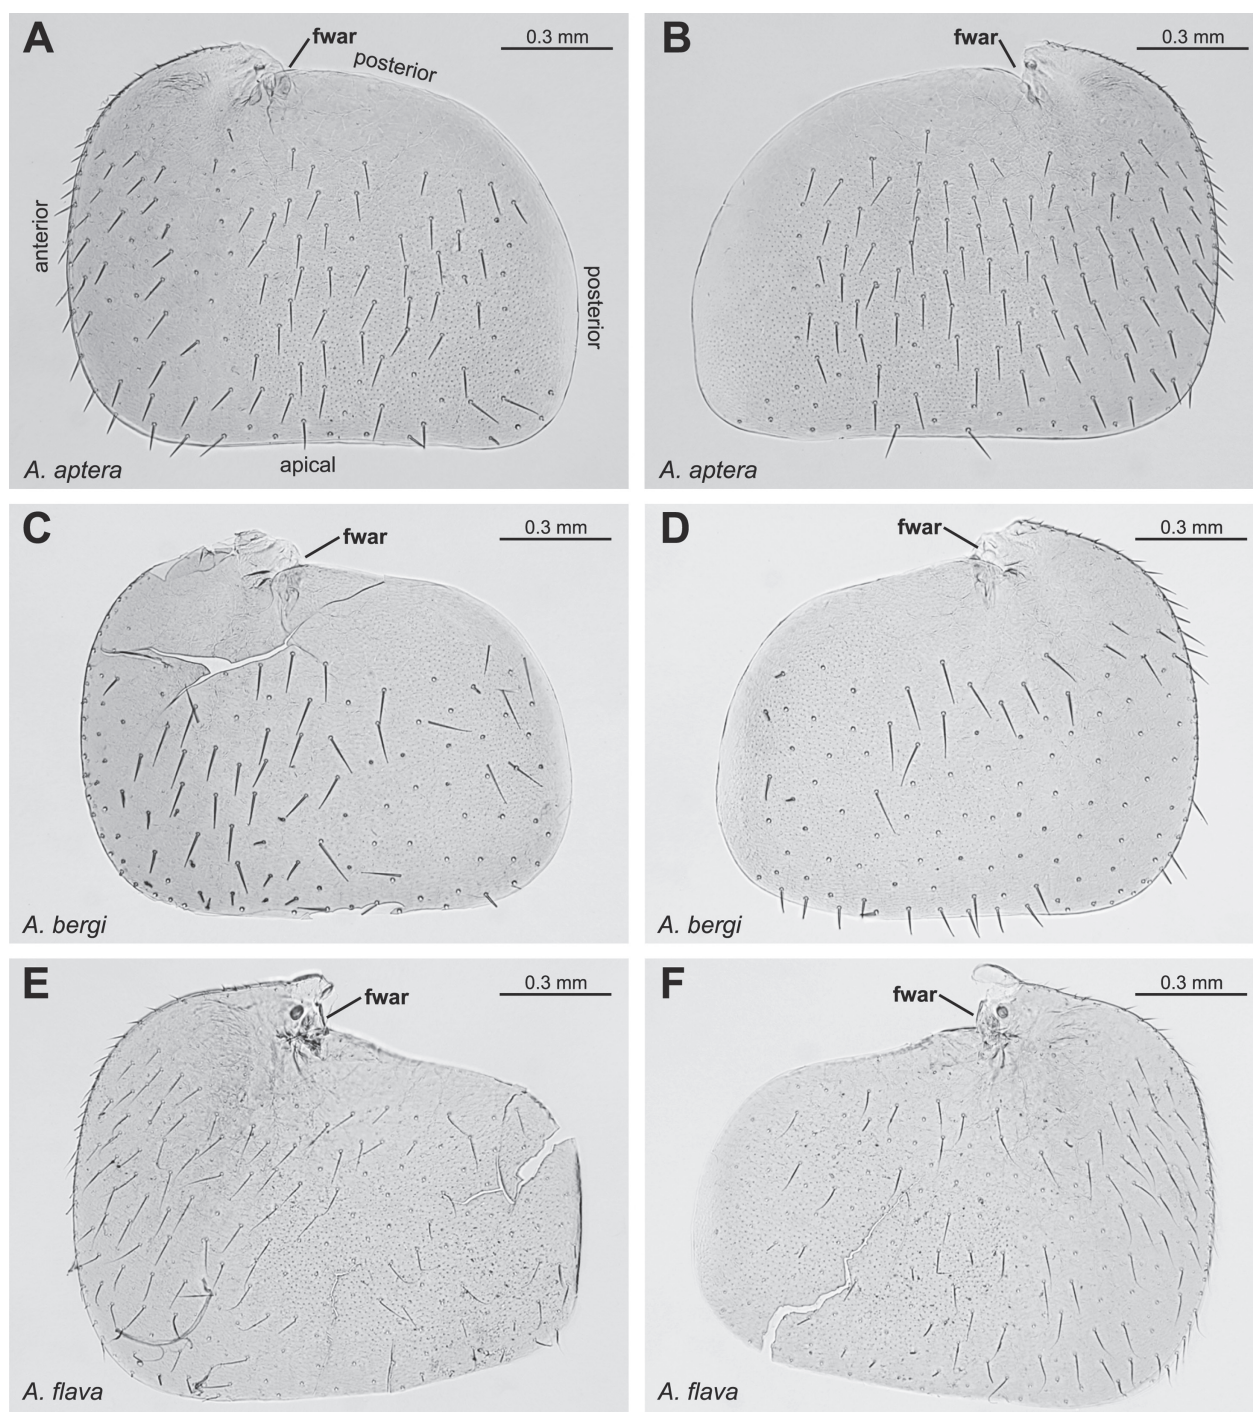 A
fwar
posterior
0.3 mm
anterior
posterior
apical
A. aptera
B
fwar
0.3 mm
A. aptera
C
fwar
0.3 mm
A. bergi
D
fwar
0.3 mm
A. bergi
E
fwar
0.3 mm
A. flava
F
fwar
0.3 mm
A. flava